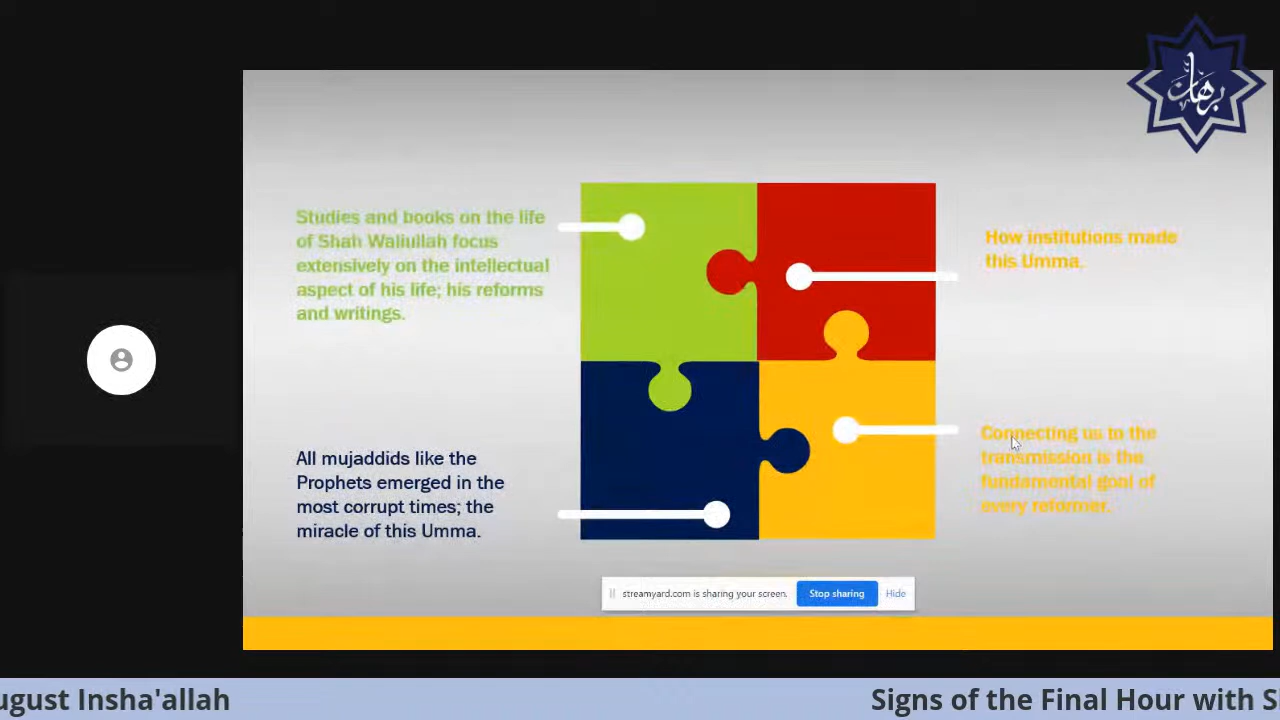 برهان
Studies and books on the life
of Shah Waliullah focus
extensively on the intellectual
aspect of his life; his reforms
and writings.
How institutions made
this Umma.
All mujaddids like the
Prophets emerged in the
most corrupt times; the
miracle of this Umma.
Connecting us to the
transmission is the
fundamental goal of
every reformer.
streamyard.com is sharing your screen.
Stop sharing
Hide
ugust Insha'allah
Signs of the Final Hour with S